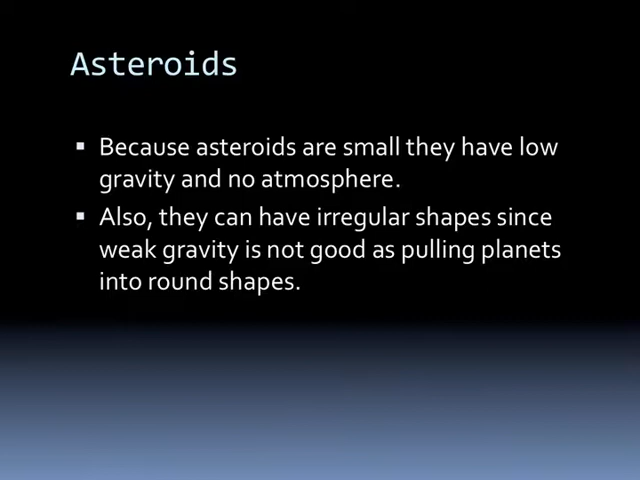 Asteroids
▪ Because asteroids are small they have low
gravity and no atmosphere.
▪ Also, they can have irregular shapes since
weak gravity is not good as pulling planets
into round shapes.